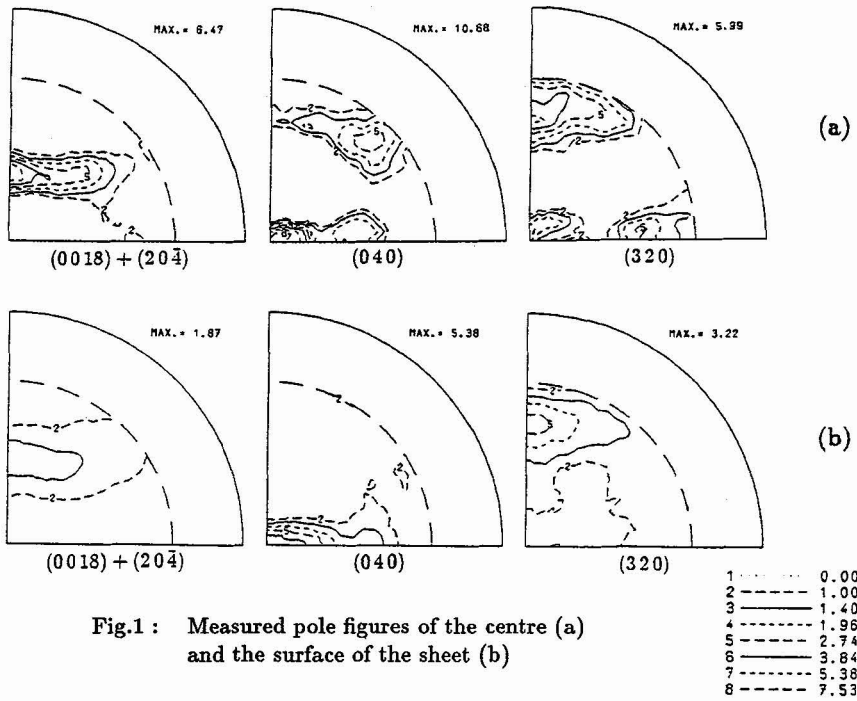 MAX.= 6.47
MAX.= 10.68
MAX.= 5.39
(a)
(0018)+(204̄)
(040)
(320)
MAX.= 1.87
MAX.= 5.38
MAX.= 3.22
(b)
(0018)+(204̄)
(040)
(320)
Fig.1 : Measured pole figures of the centre (a)
and the surface of the sheet (b)
1 0.00
2 1.00
3 1.40
4 1.96
5 2.74
6 3.84
7 5.38
8 7.53